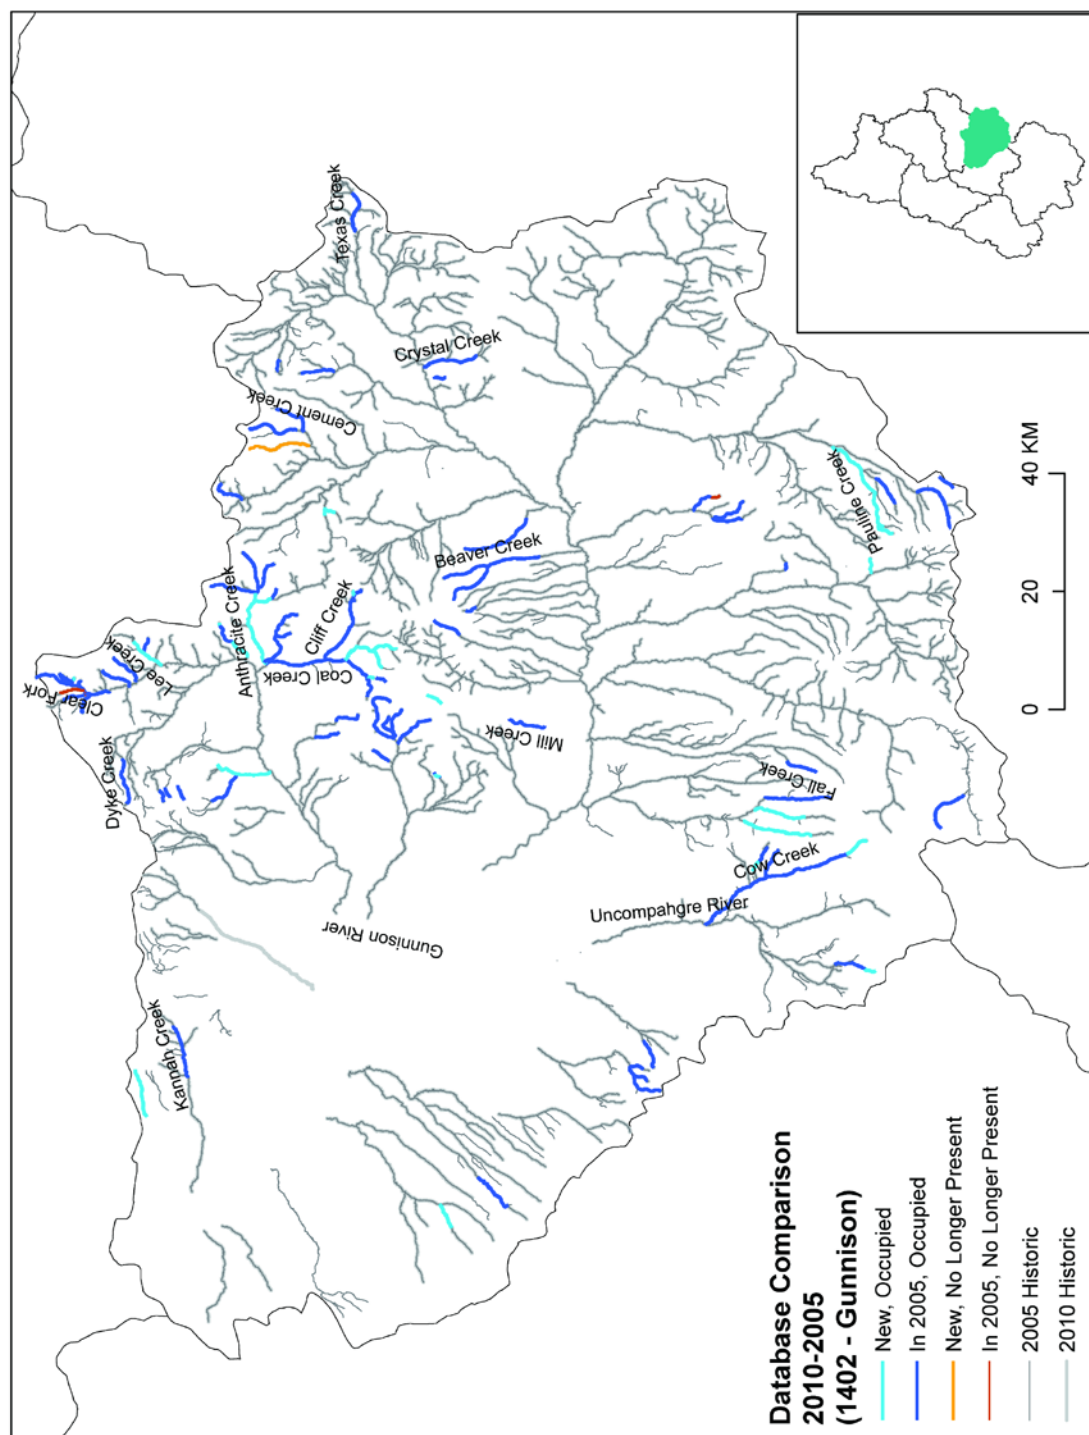 Clear Fork
Lee Creek
Dyke Creek
Anthracite Creek
Cliff Creek
Coal Creek
Cement Creek
Texas Creek
Crystal Creek
Beaver Creek
Mill Creek
Kannah Creek
Gunnison River
Uncompahgre River
Cow Creek
Fall Creek
Pauline Creek
Database Comparison
2010-2005
(1402 - Gunnison)
New, Occupied
In 2005, Occupied
New, No Longer Present
In 2005, No Longer Present
2005 Historic
2010 Historic
0 20 40 KM